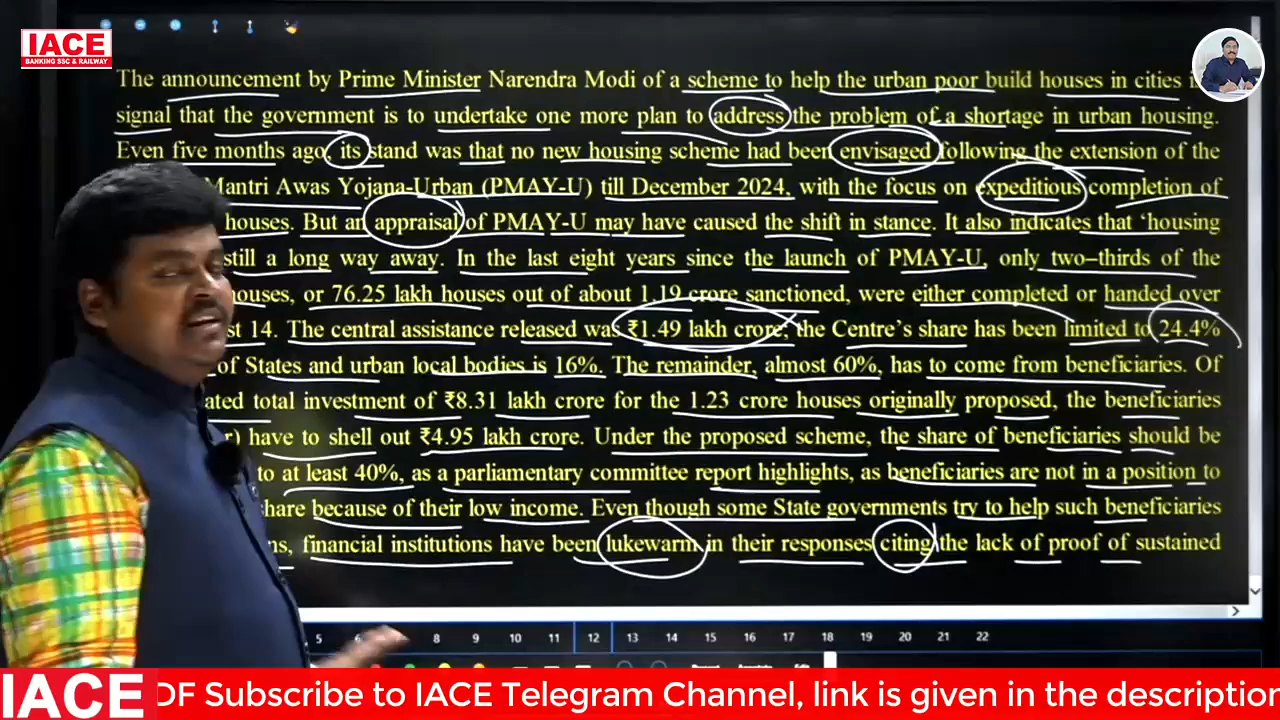 IACE
BANKING SSC & RAILWAY
The announcement by Prime Minister Narendra Modi of a scheme to help the urban poor build houses in cities
signal that the government is to undertake one more plan to address the problem of a shortage in urban housing.
Even five months ago, its stand was that no new housing scheme had been envisaged following the extension of the
Mantri Awas Yojana-Urban (PMAY-U) till December 2024, with the focus on expeditious completion of
houses. But an appraisal of PMAY-U may have caused the shift in stance. It also indicates that ‘housing
still a long way away. In the last eight years since the launch of PMAY-U, only two–thirds of the
houses, or 76.25 lakh houses out of about 1.19 crore sanctioned, were either completed or handed over
st 14. The central assistance released was ₹1.49 lakh crore; the Centre’s share has been limited to 24.4%
of States and urban local bodies is 16%. The remainder, almost 60%, has to come from beneficiaries. Of
ated total investment of ₹8.31 lakh crore for the 1.23 crore houses originally proposed, the beneficiaries
r) have to shell out ₹4.95 lakh crore. Under the proposed scheme, the share of beneficiaries should be
to at least 40%, as a parliamentary committee report highlights, as beneficiaries are not in a position to
hare because of their low income. Even though some State governments try to help such beneficiaries
ns, financial institutions have been lukewarm in their responses citing the lack of proof of sustained
5 6 8 9 10 11 12 13 14 15 16 17 18 19 20 21 22
IACE DF Subscribe to IACE Telegram Channel, link is given in the description